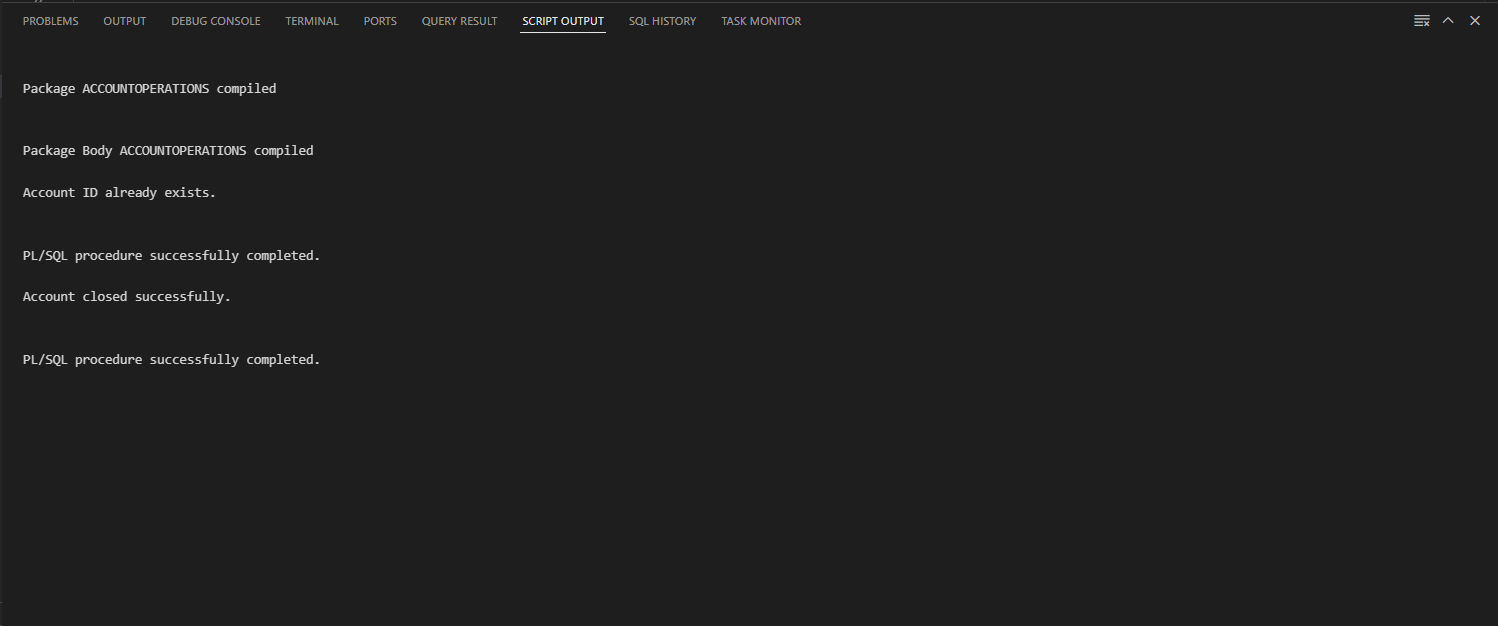 PROBLEMS OUTPUT DEBUG CONSOLE TERMINAL PORTS QUERY RESULT SCRIPT OUTPUT SQL HISTORY TASK MONITOR
Package ACCOUNTOPERATIONS compiled
Package Body ACCOUNTOPERATIONS compiled
Account ID already exists.
PL/SQL procedure successfully completed.
Account closed successfully.
PL/SQL procedure successfully completed.